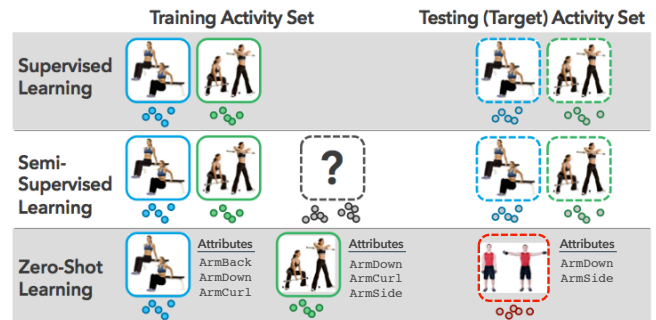 Training Activity Set
Testing (Target) Activity Set
Supervised
Learning
Semi-
Supervised
Learning
?
Zero-Shot
Learning
Attributes
ArmBack
ArmDown
ArmCurl
Attributes
ArmDown
ArmCurl
ArmSide
Attributes
ArmDown
ArmSide